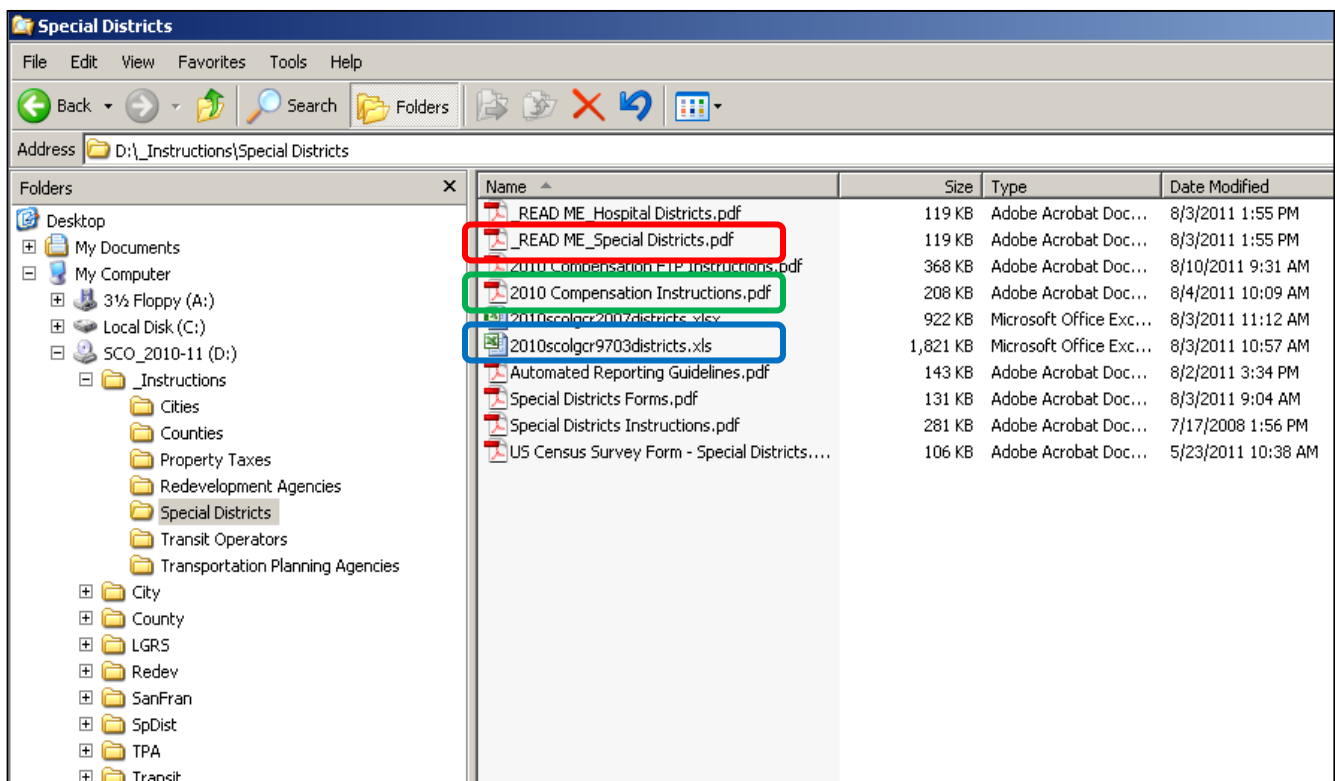 Special Districts
File Edit View Favorites Tools Help
Back Search Folders
Address D:\_Instructions\Special Districts
Folders X
Desktop
My Documents
My Computer
3½ Floppy (A:)
Local Disk (C:)
SCO_2010-11 (D:)
_Instructions
Cities
Counties
Property Taxes
Redevelopment Agencies
Special Districts
Transit Operators
Transportation Planning Agencies
City
County
LGRS
Redev
SanFran
SpDist
TPA
Transit
Name Size Type Date Modified
_READ ME_Hospital Districts.pdf 119 KB Adobe Acrobat Doc... 8/3/2011 1:55 PM
_READ ME_Special Districts.pdf 119 KB Adobe Acrobat Doc... 8/3/2011 1:55 PM
2010 Compensation FTP Instructions.pdf 368 KB Adobe Acrobat Doc... 8/10/2011 9:31 AM
2010 Compensation Instructions.pdf 208 KB Adobe Acrobat Doc... 8/4/2011 10:09 AM
2010scolgcr2007districts.xlsx 922 KB Microsoft Office Exc... 8/3/2011 11:12 AM
2010scolgcr9703districts.xls 1,821 KB Microsoft Office Exc... 8/3/2011 10:57 AM
Automated Reporting Guidelines.pdf 143 KB Adobe Acrobat Doc... 8/2/2011 3:34 PM
Special Districts Forms.pdf 131 KB Adobe Acrobat Doc... 8/3/2011 9:04 AM
Special Districts Instructions.pdf 281 KB Adobe Acrobat Doc... 7/17/2008 1:56 PM
US Census Survey Form - Special Districts.... 106 KB Adobe Acrobat Doc... 5/23/2011 10:38 AM